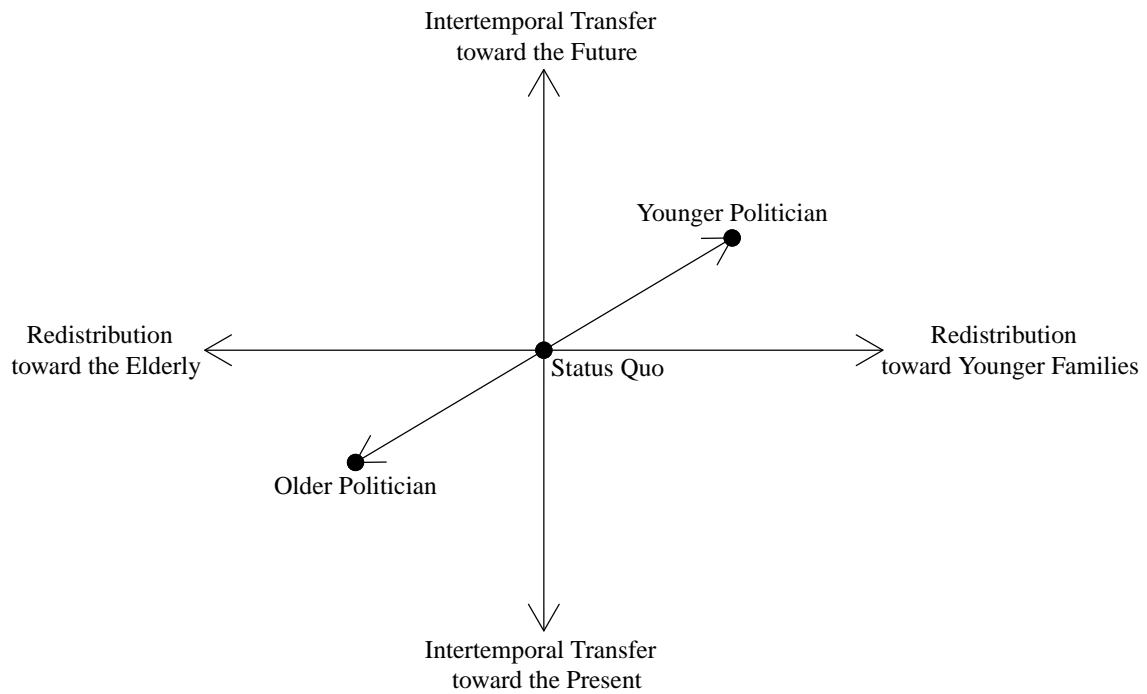 Intertemporal Transfer
toward the Future
Younger Politician
Redistribution
toward the Elderly
Status Quo
Redistribution
toward Younger Families
Older Politician
Intertemporal Transfer
toward the Present